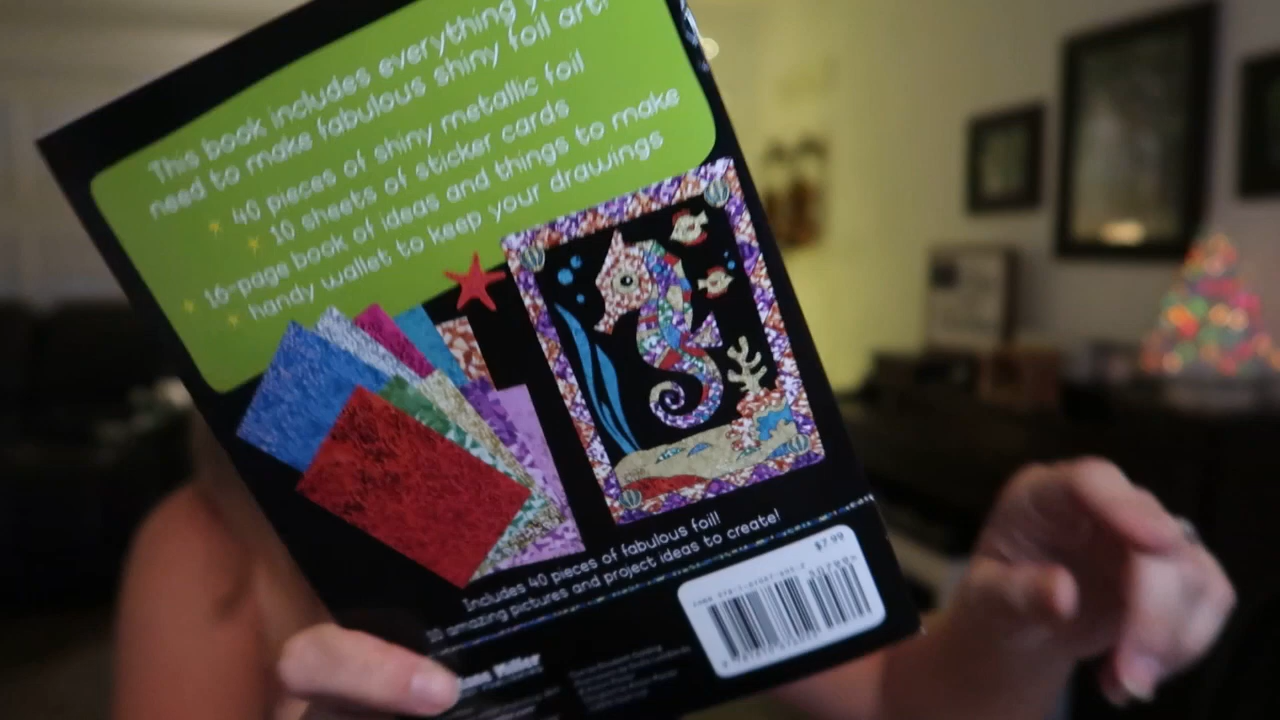 This book includes everything
need to make fabulous shiny foil art.
40 pieces of shiny metallic foil
10 sheets of sticker cards
16-page book of ideas and things to make
handy wallet to keep your drawings
Includes 40 pieces of fabulous foil!
10 amazing pictures and project ideas to create!
$7.99